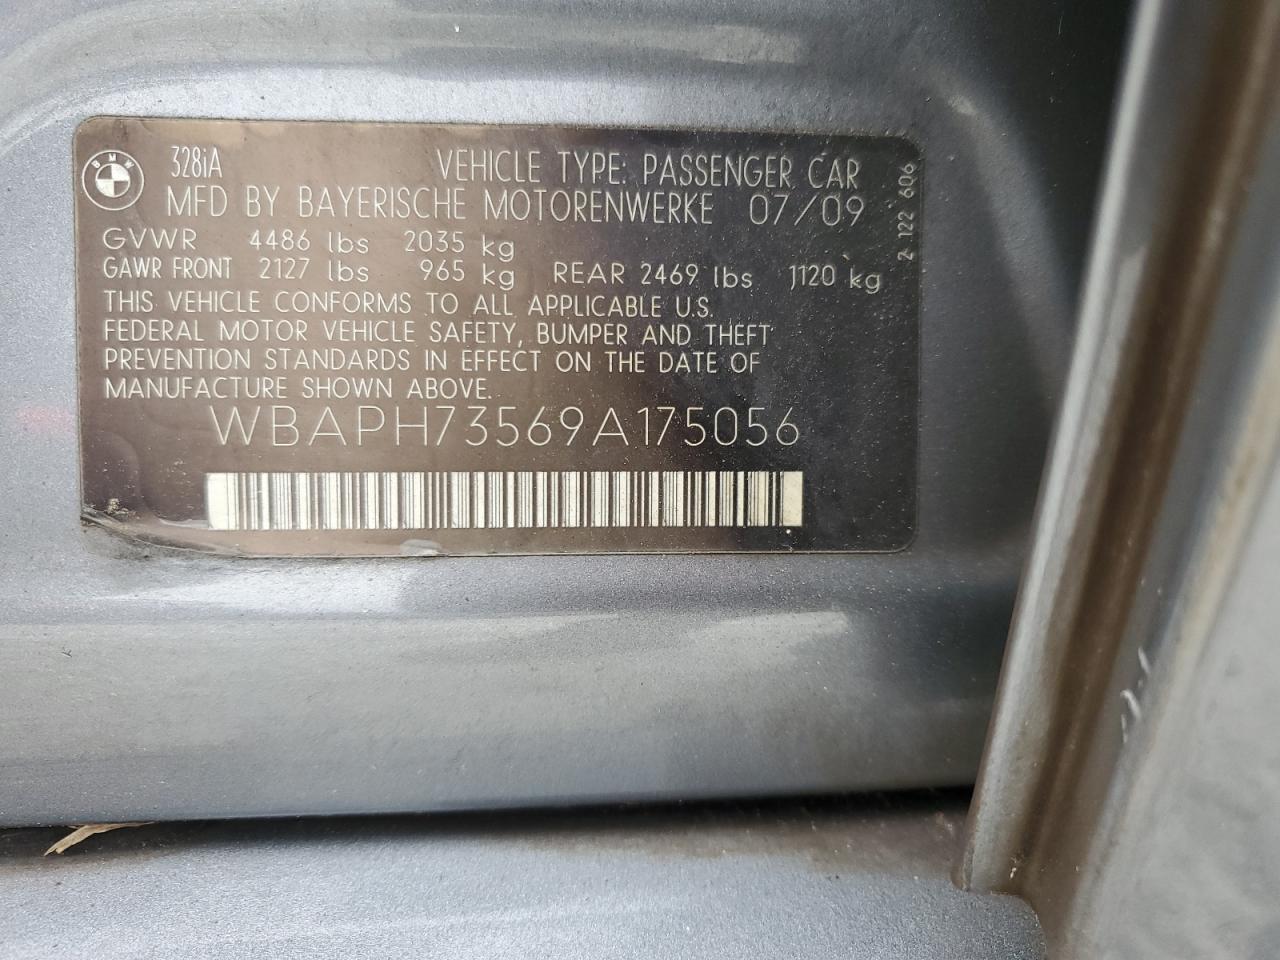 BMW
328iA VEHICLE TYPE: PASSENGER CAR
MFD BY BAYERISCHE MOTORENWERKE 07/09
GVWR 4486 lbs 2035 kg
GAWR FRONT 2127 lbs 965 kg REAR 2469 lbs 1120 kg
THIS VEHICLE CONFORMS TO ALL APPLICABLE U.S.
FEDERAL MOTOR VEHICLE SAFETY, BUMPER AND THEFT
PREVENTION STANDARDS IN EFFECT ON THE DATE OF
MANUFACTURE SHOWN ABOVE.
WBAPH73569A175056
2 122 606